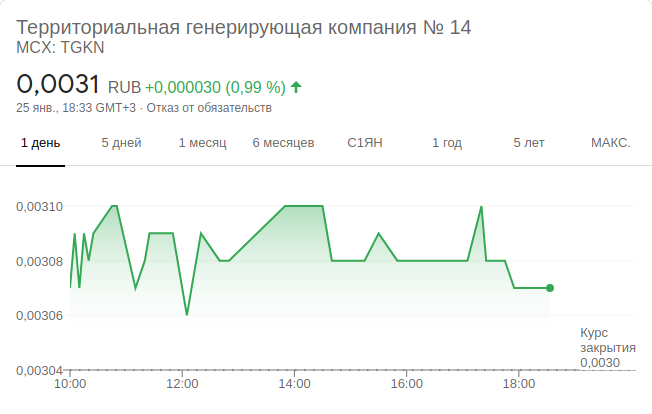 Территориальная генерирующая компания № 14
MCX: TGKN
0,0031 RUB +0,000030 (0,99 %)
25 янв., 18:33 GMT+3 · Отказ от обязательств
1 день 5 дней 1 месяц 6 месяцев С1ЯН 1 год 5 лет МАКС.
0,00310
0,00308
0,00306
0,00304
Курс
закрытия
0,0030
10:00 12:00 14:00 16:00 18:00